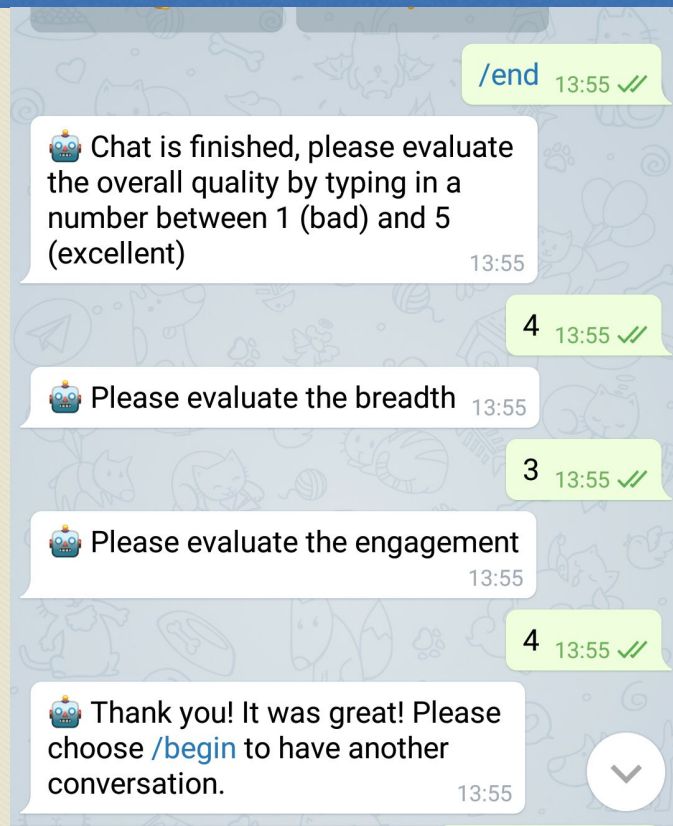 /end 13:55
🤖 Chat is finished, please evaluate
the overall quality by typing in a
number between 1 (bad) and 5
(excellent) 13:55
4 13:55
🤖 Please evaluate the breadth 13:55
3 13:55
🤖 Please evaluate the engagement
13:55
4 13:55
🤖 Thank you! It was great! Please
choose /begin to have another
conversation. 13:55